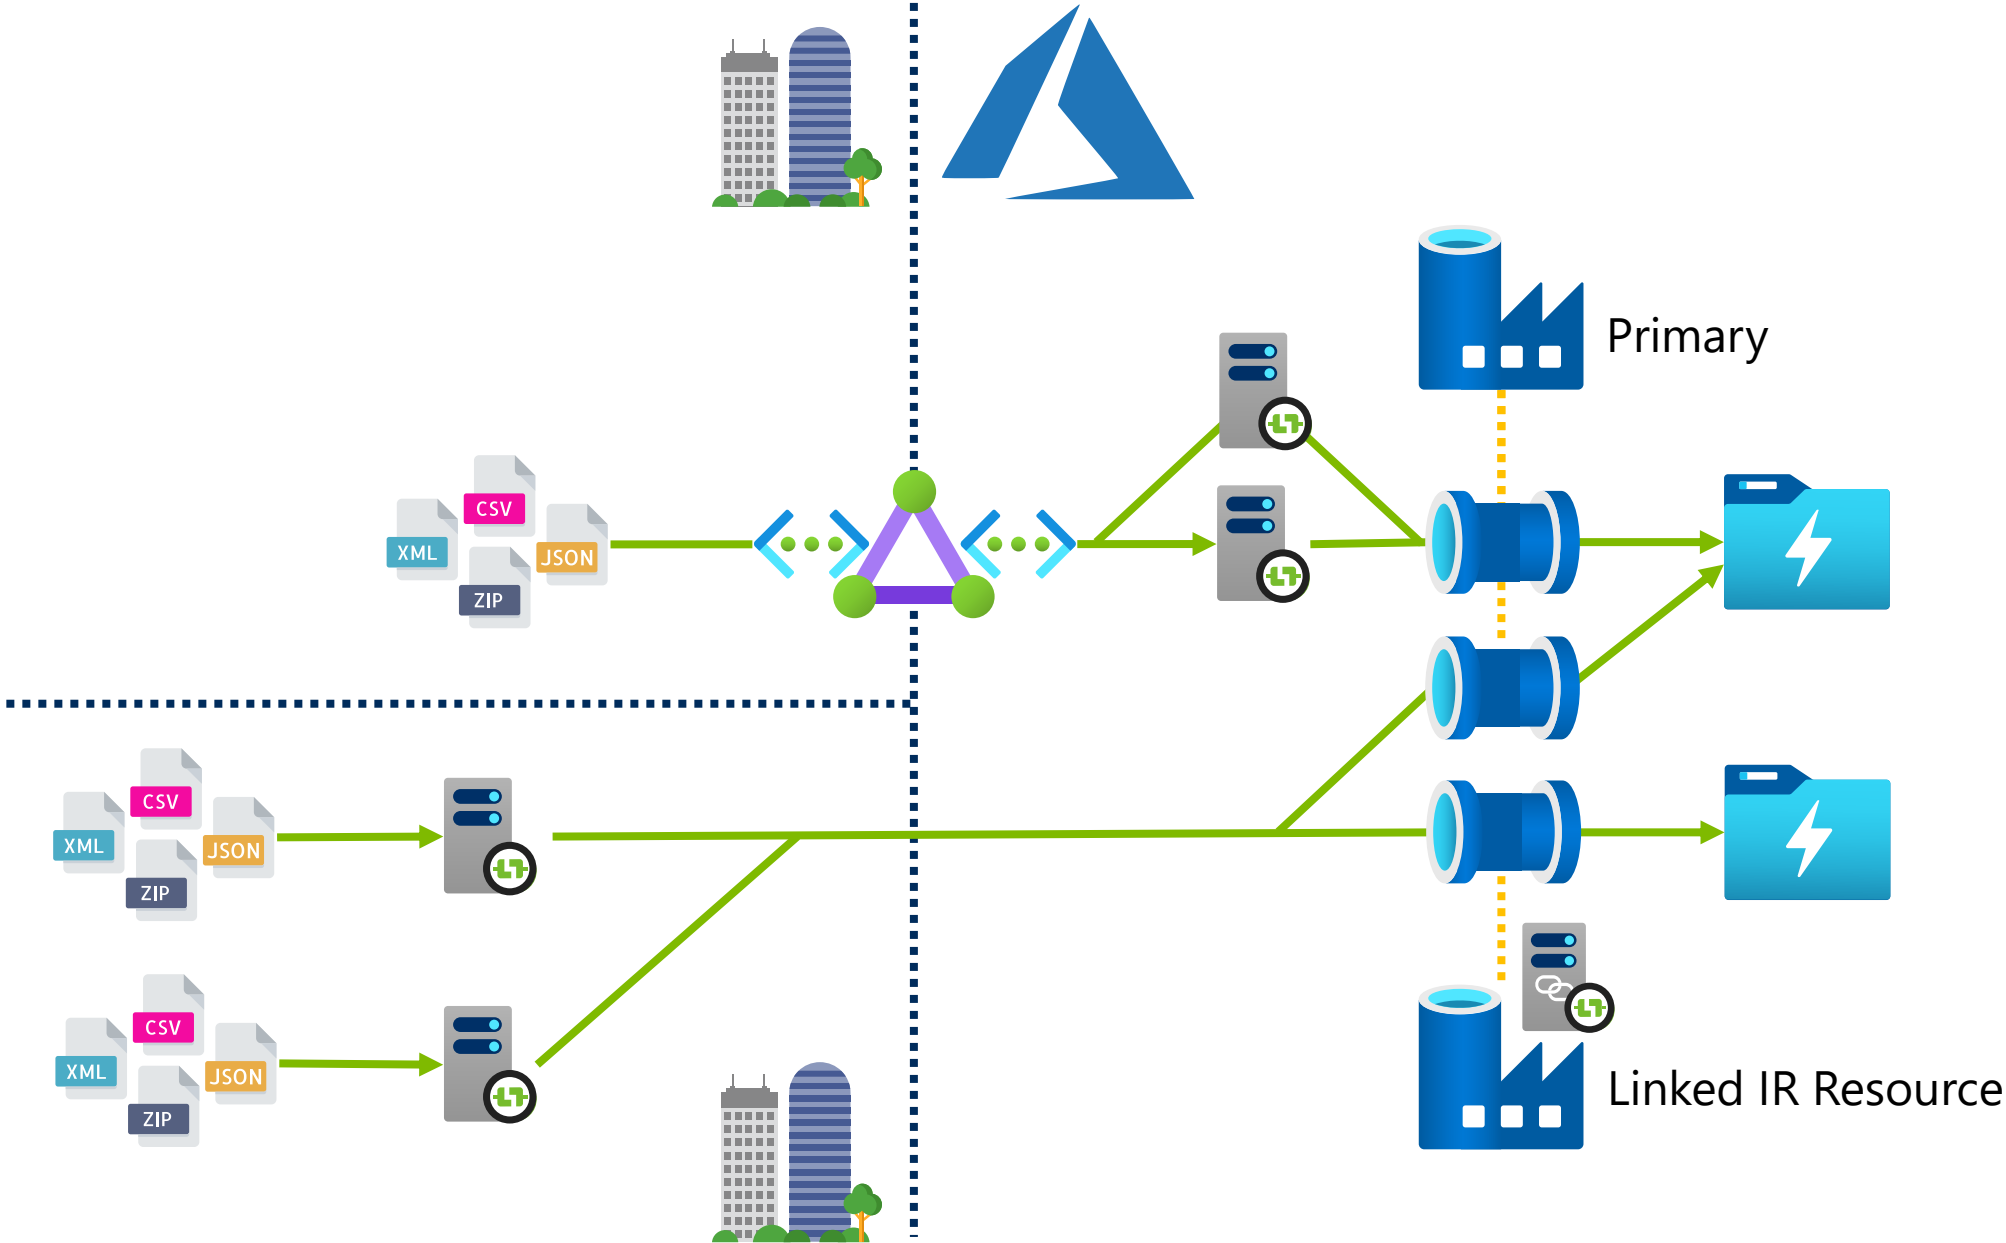 Primary
CSV
XML
JSON
ZIP
CSV
XML
JSON
ZIP
CSV
XML
JSON
ZIP
Linked IR Resource